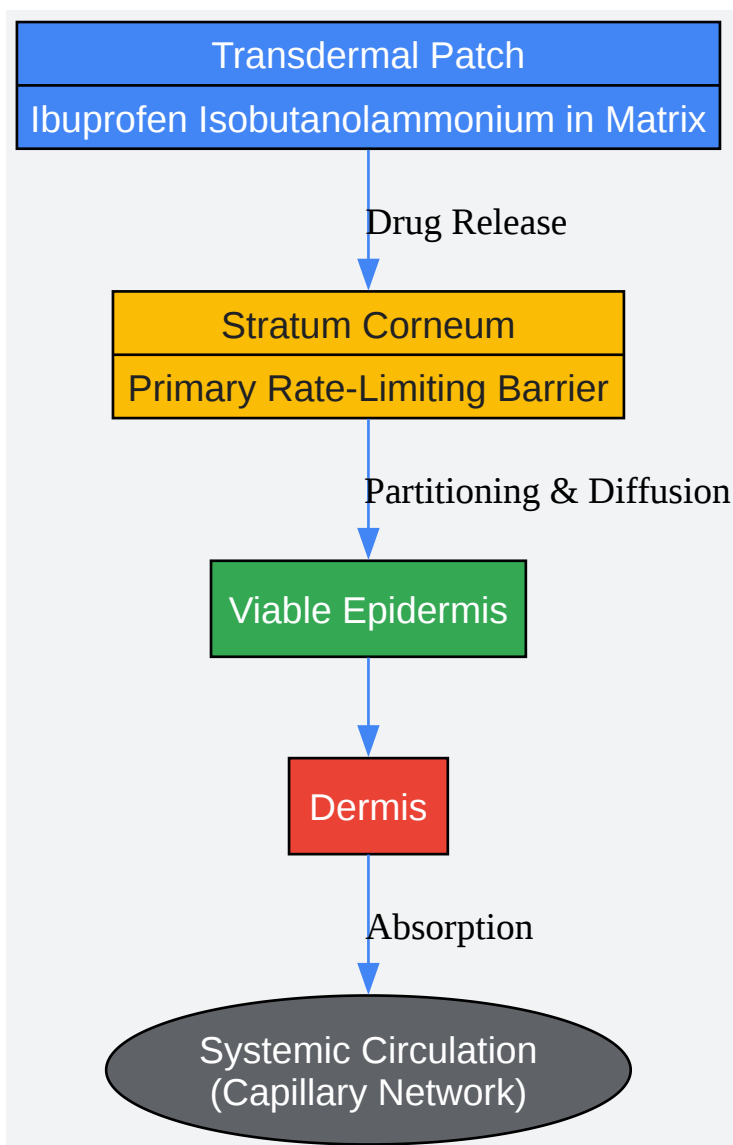 Transdermal Patch
Ibuprofen Isobutanolammonium in Matrix
Drug Release
Stratum Corneum
Primary Rate-Limiting Barrier
Partitioning & Diffusion
Viable Epidermis
Dermis
Absorption
Systemic Circulation
(Capillary Network)